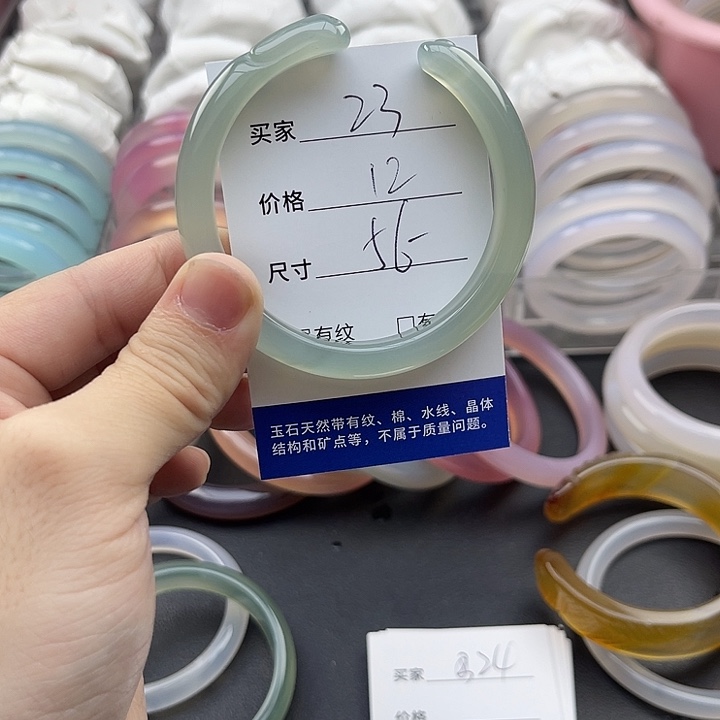 买家 23
价格 12
尺寸 56
有纹 □有
玉石天然带有纹、棉、水线、晶体
结构和矿点等，不属于质量问题。
买家 324
价格